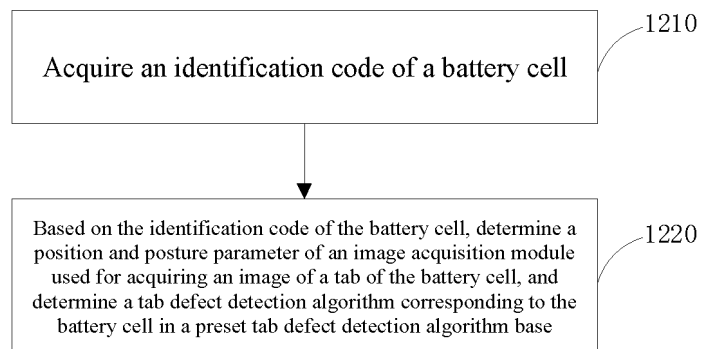 1210
Acquire an identification code of a battery cell
1220
Based on the identification code of the battery cell, determine a
position and posture parameter of an image acquisition module
used for acquiring an image of a tab of the battery cell, and
determine a tab defect detection algorithm corresponding to the
battery cell in a preset tab defect detection algorithm base